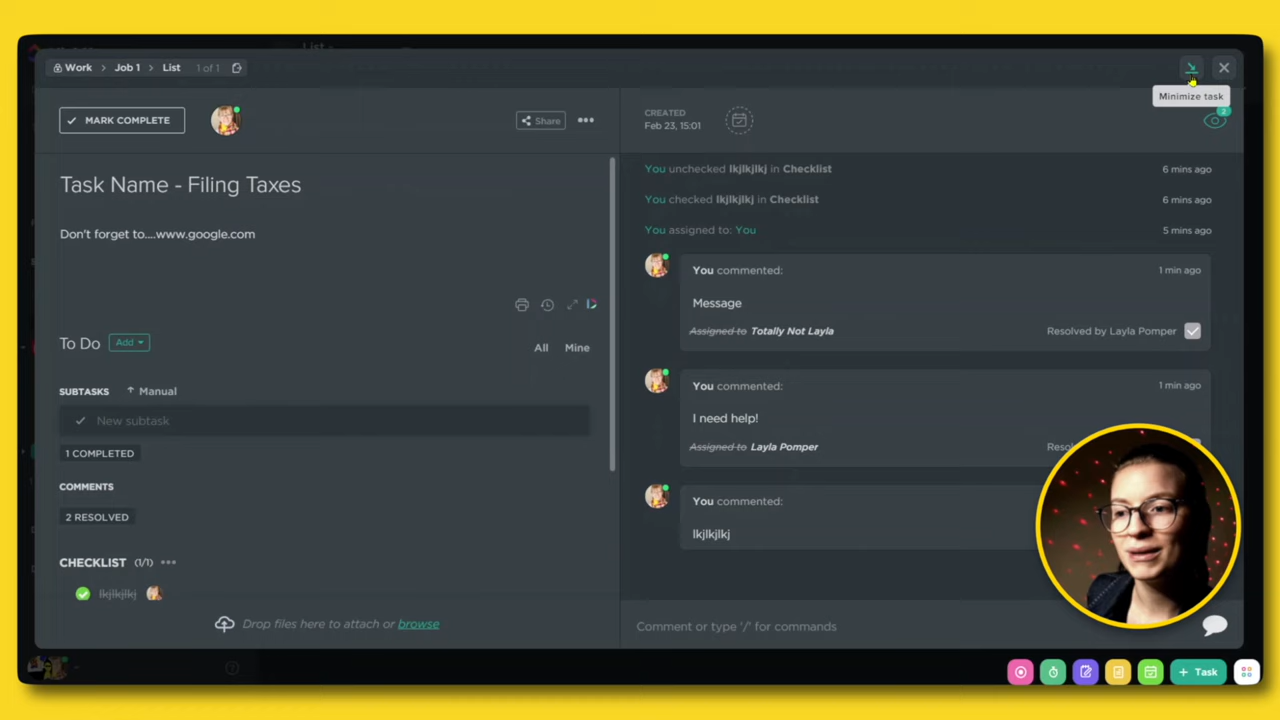 List
Work > Job 1 > List 1 of 1
Minimize task
MARK COMPLETE
Share
CREATED
Feb 23, 15:01
2
Task Name - Filing Taxes
Don't forget to....www.google.com
To Do Add
All Mine
SUBTASKS Manual
New subtask
1 COMPLETED
COMMENTS
2 RESOLVED
CHECKLIST (1/1)
lkjlkjlkj
Drop files here to attach or browse
You unchecked lkjlkjlkj in Checklist 6 mins ago
You checked lkjlkjlkj in Checklist 6 mins ago
You assigned to: You 5 mins ago
You commented: 1 min ago
Message
Assigned to Totally Not Layla Resolved by Layla Pomper
You commented: 1 min ago
I need help!
Assigned to Layla Pomper
You commented:
lkjlkjlkj
Comment or type '/' for commands
+ Task